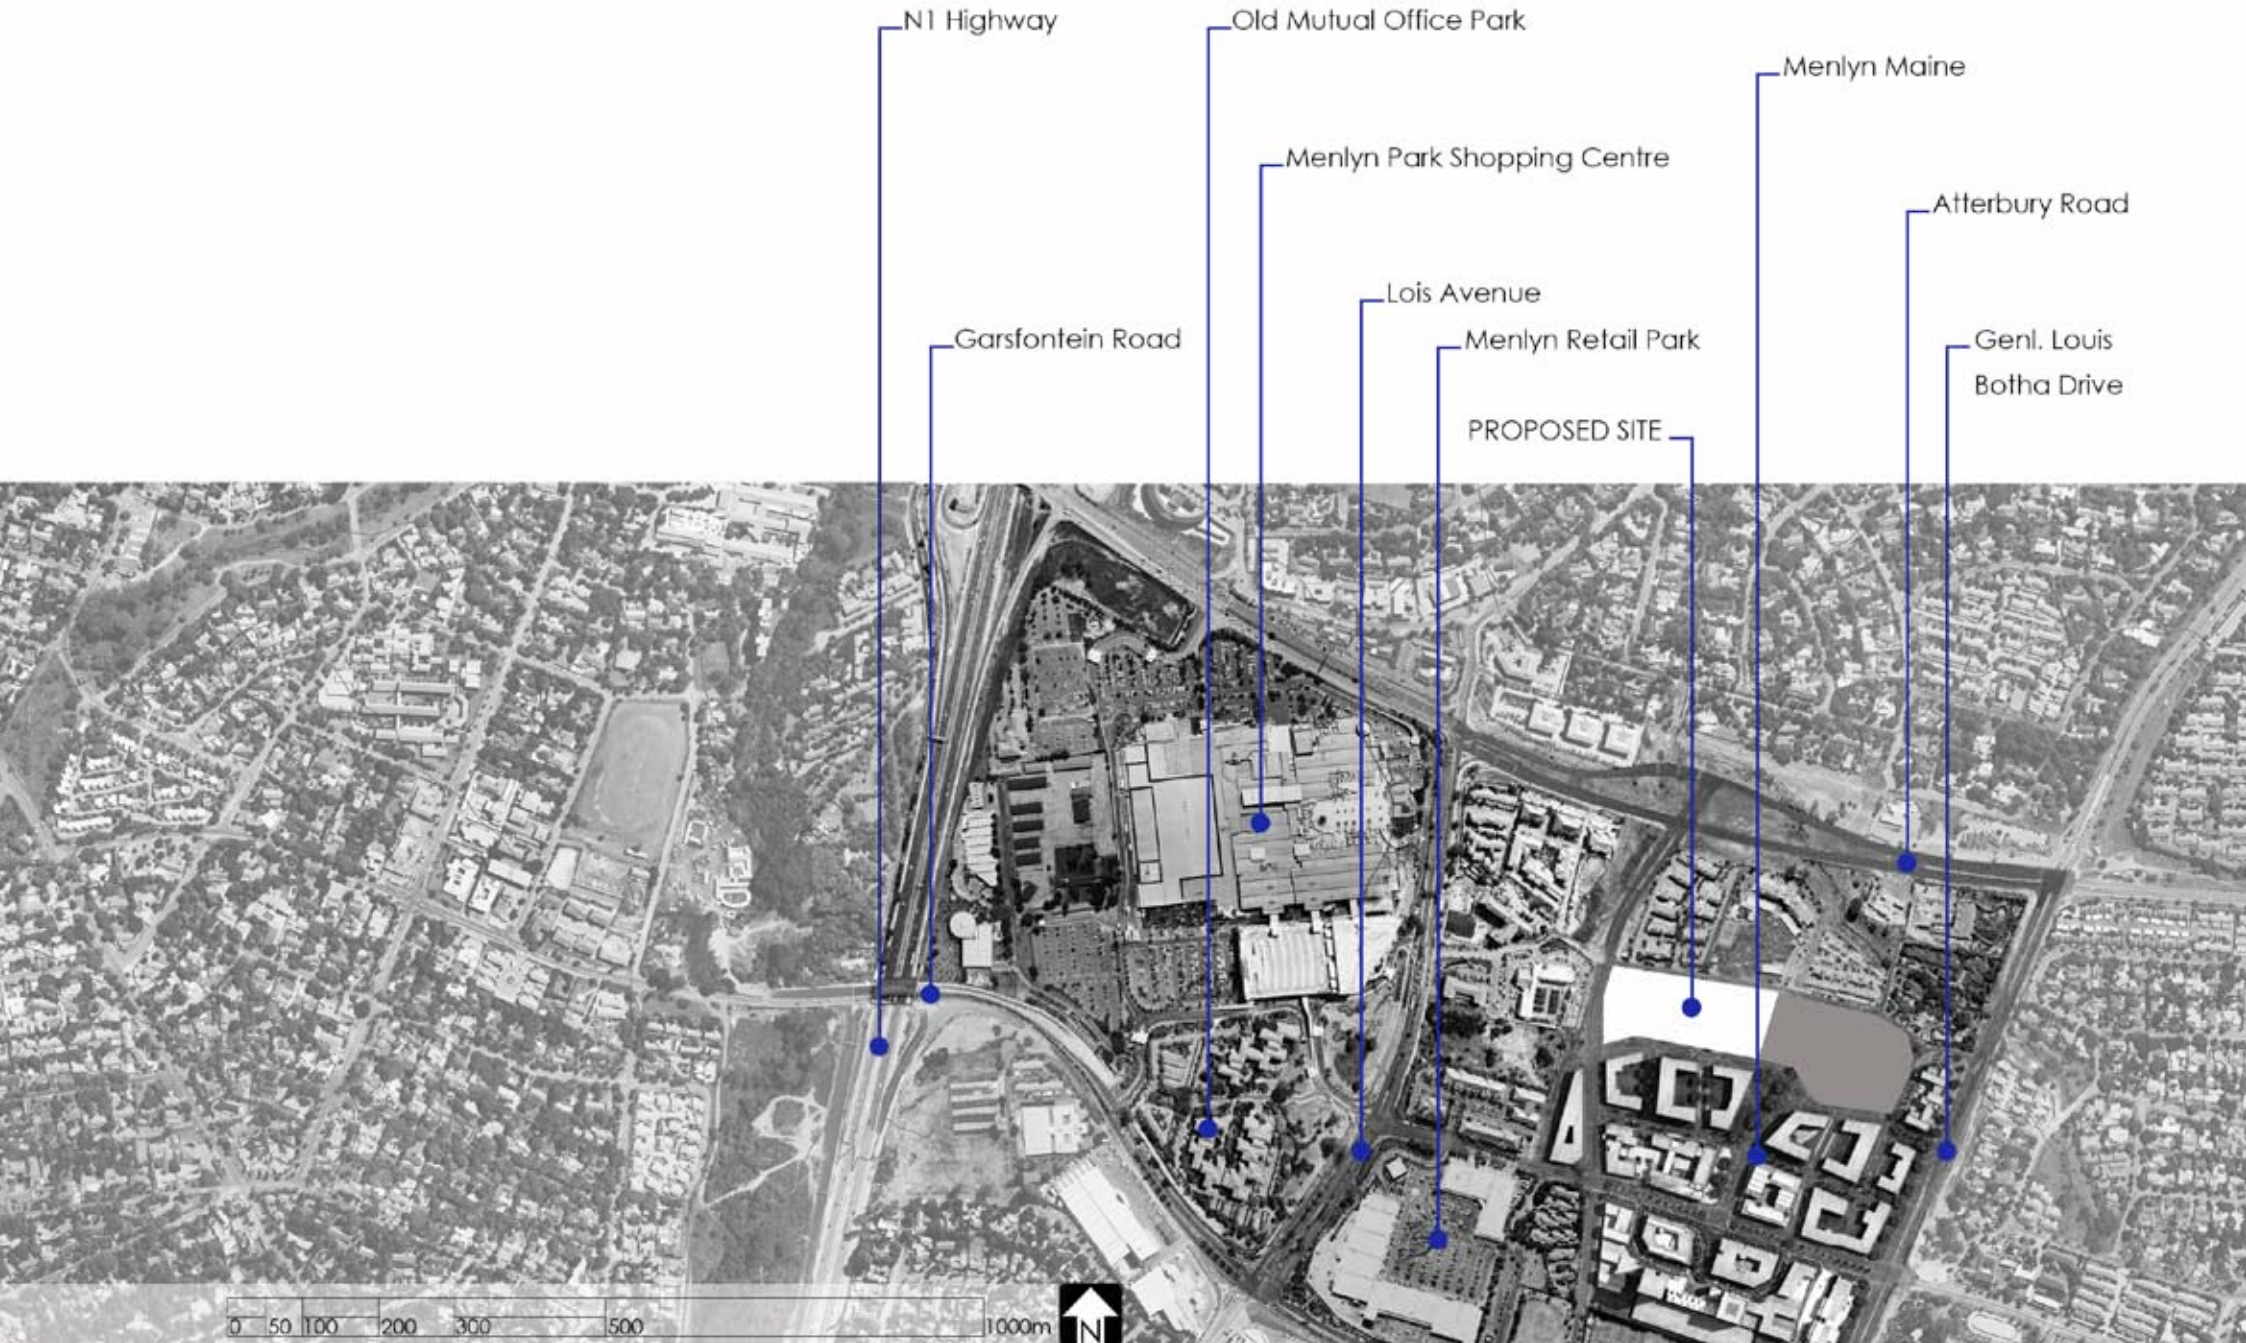 N1 Highway
Old Mutual Office Park
Menlyn Maine
Menlyn Park Shopping Centre
Atterbury Road
Lois Avenue
Garsfontein Road
Menlyn Retail Park
Genl. Louis
Botha Drive
PROPOSED SITE
0 50 100 200 300 500 1000m
N